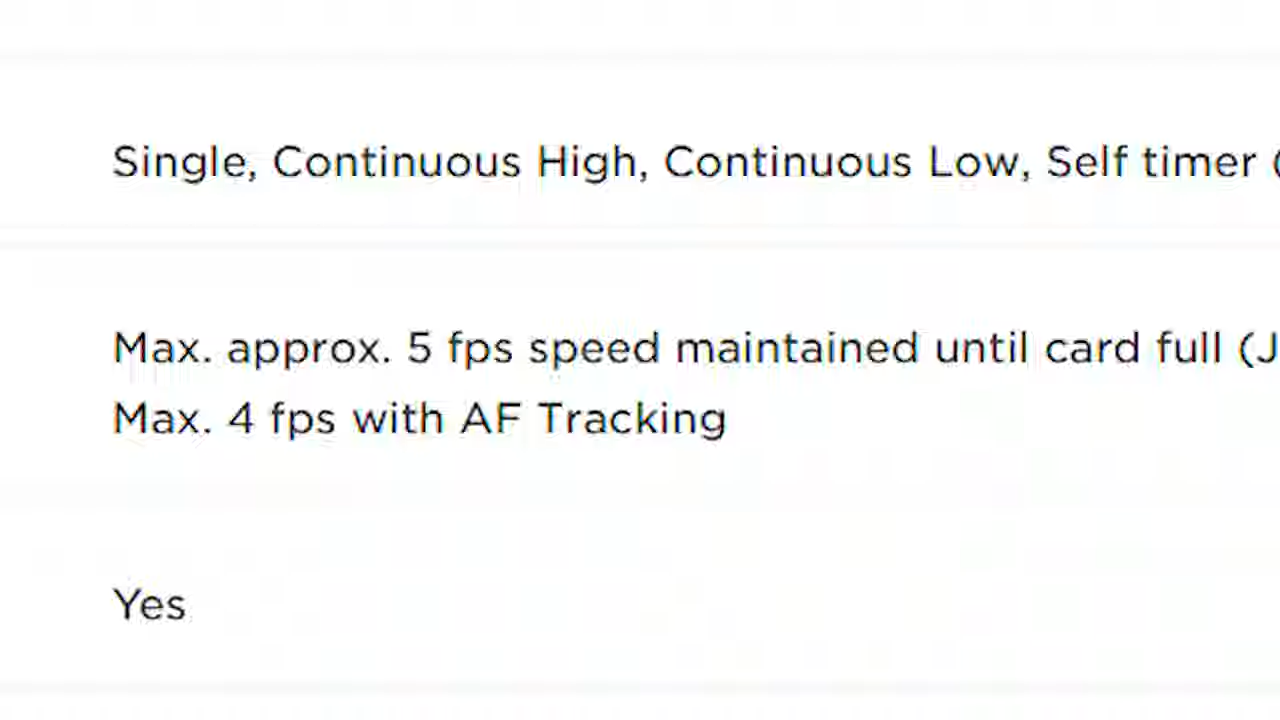 Single, Continuous High, Continuous Low, Self timer (
Max. approx. 5 fps speed maintained until card full (J
Max. 4 fps with AF Tracking
Yes